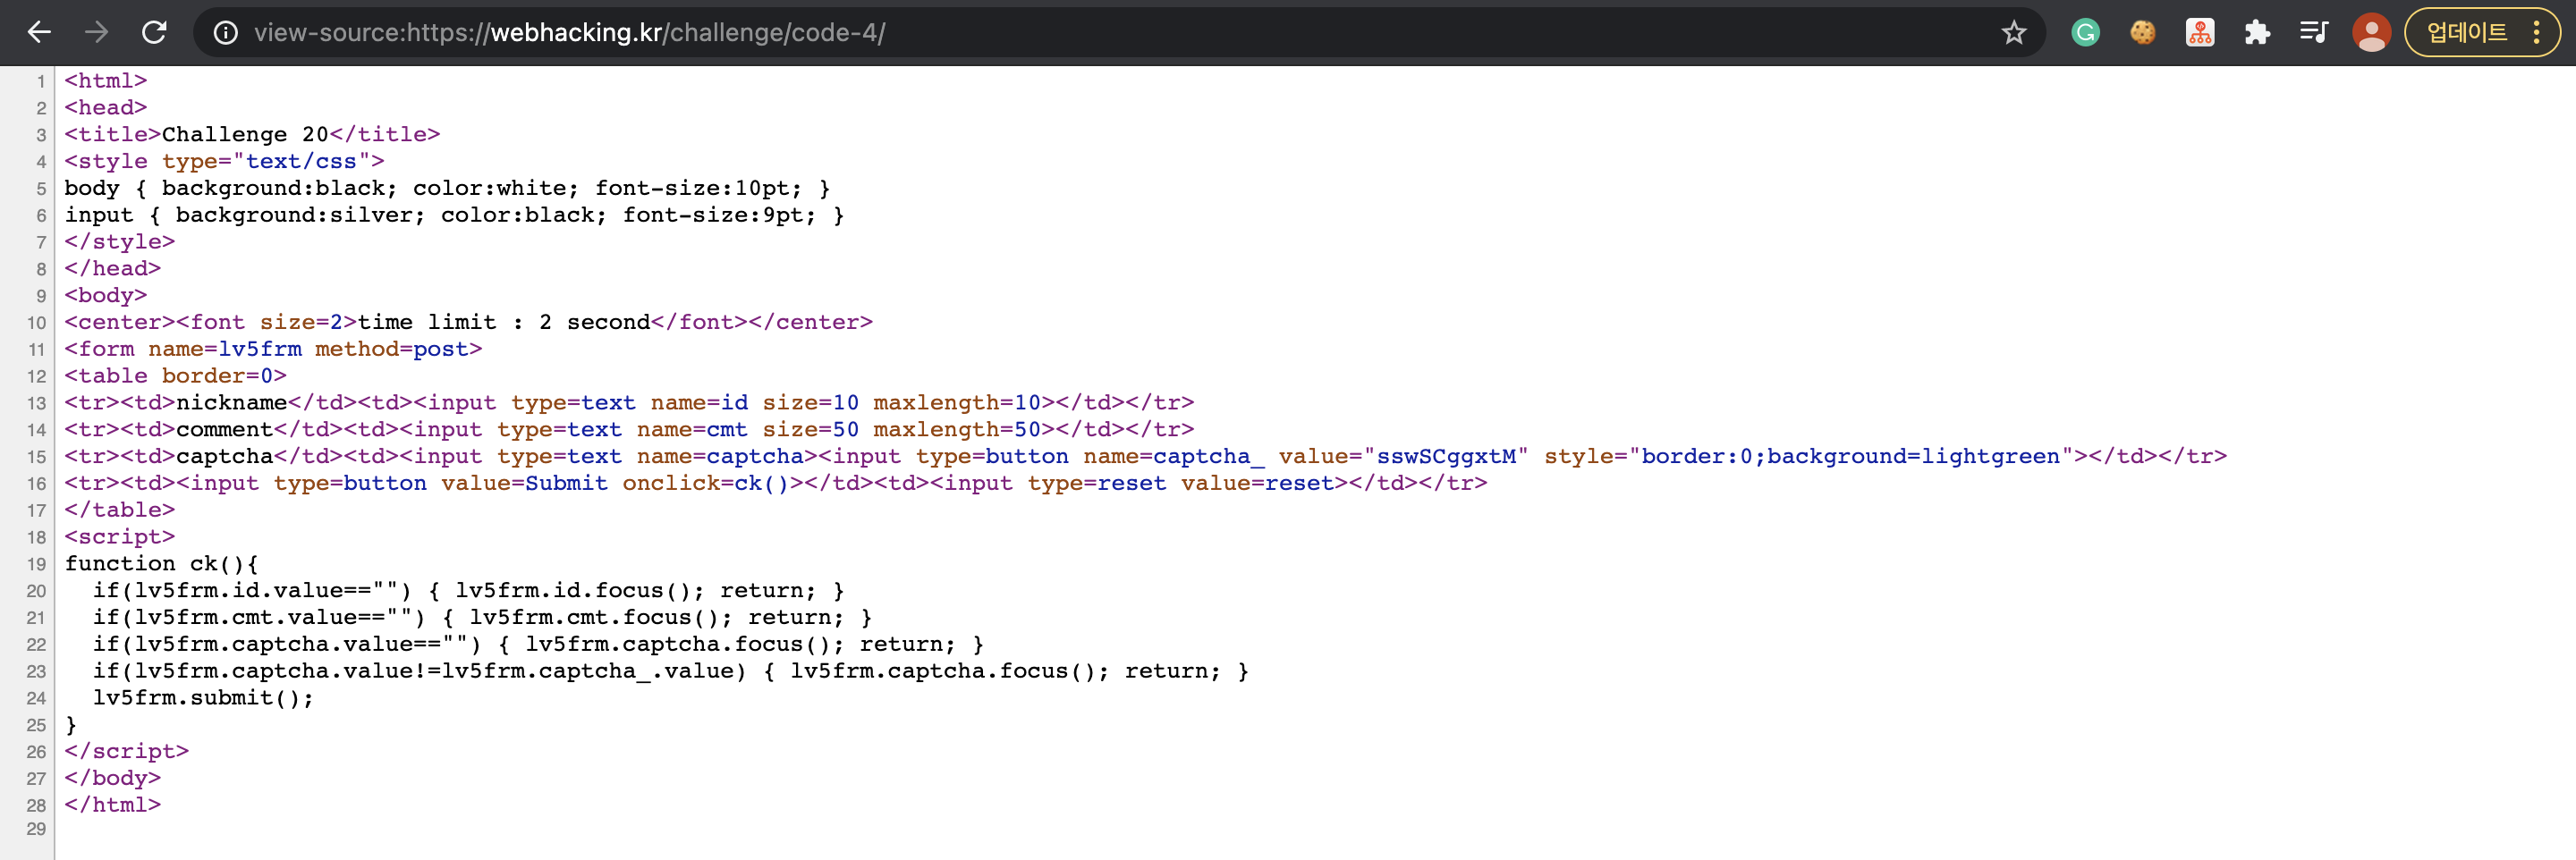 view-source:https://webhacking.kr/challenge/code-4/
업데이트
1 <html>
2 <head>
3 <title>Challenge 20</title>
4 <style type="text/css">
5 body { background:black; color:white; font-size:10pt; }
6 input { background:silver; color:black; font-size:9pt; }
7 </style>
8 </head>
9 <body>
10 <center><font size=2>time limit : 2 second</font></center>
11 <form name=lv5frm method=post>
12 <table border=0>
13 <tr><td>nickname</td><td><input type=text name=id size=10 maxlength=10></td></tr>
14 <tr><td>comment</td><td><input type=text name=cmt size=50 maxlength=50></td></tr>
15 <tr><td>captcha</td><td><input type=text name=captcha><input type=button name=captcha_ value="sswSCggxtM" style="border:0;background=lightgreen"></td></tr>
16 <tr><td><input type=button value=Submit onclick=ck()></td><td><input type=reset value=reset></td></tr>
17 </table>
18 <script>
19 function ck(){
20   if(lv5frm.id.value=="") { lv5frm.id.focus(); return; }
21   if(lv5frm.cmt.value=="") { lv5frm.cmt.focus(); return; }
22   if(lv5frm.captcha.value=="") { lv5frm.captcha.focus(); return; }
23   if(lv5frm.captcha.value!=lv5frm.captcha_.value) { lv5frm.captcha.focus(); return; }
24   lv5frm.submit();
25 }
26 </script>
27 </body>
28 </html>
29